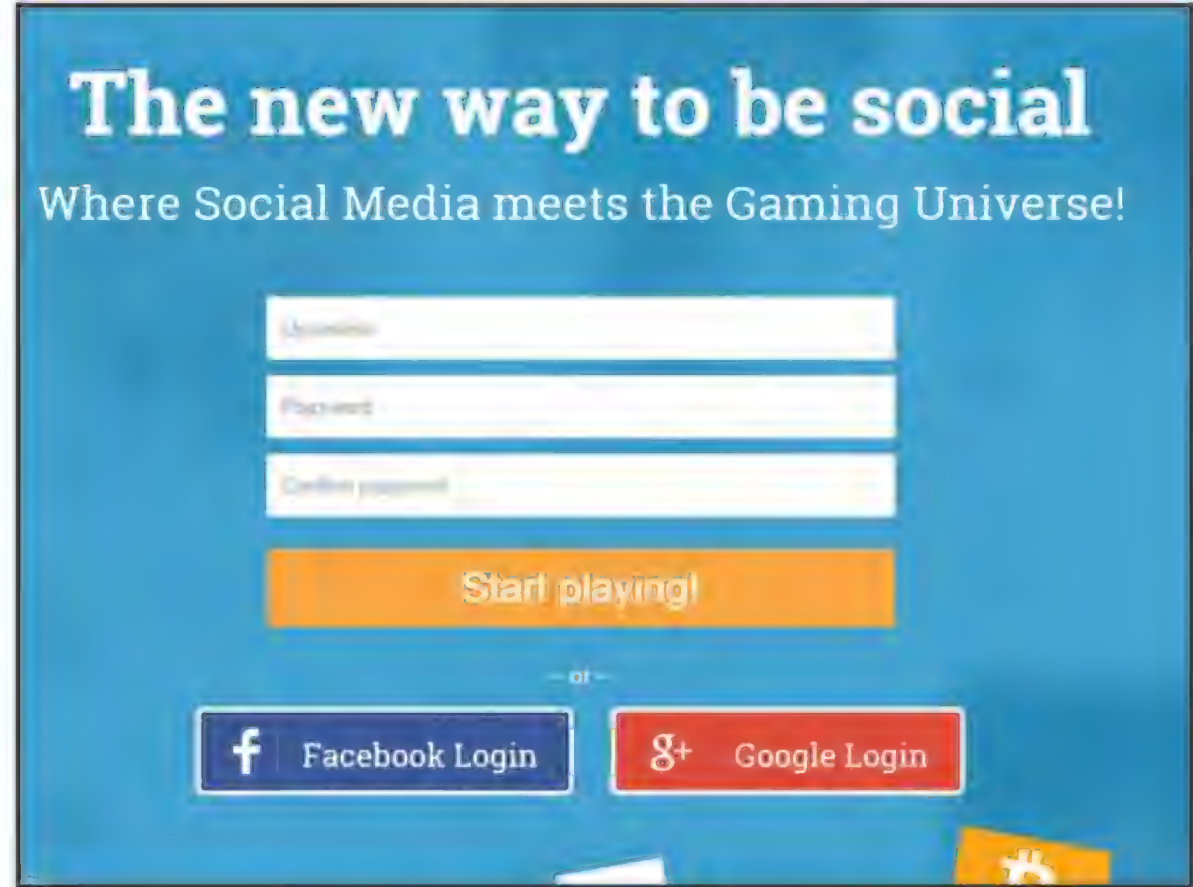 The new way to be social
Where Social Media meets the Gaming Universe!
Username
Password
Confirm password
Start playing!
– or –
f Facebook Login
g+ Google Login